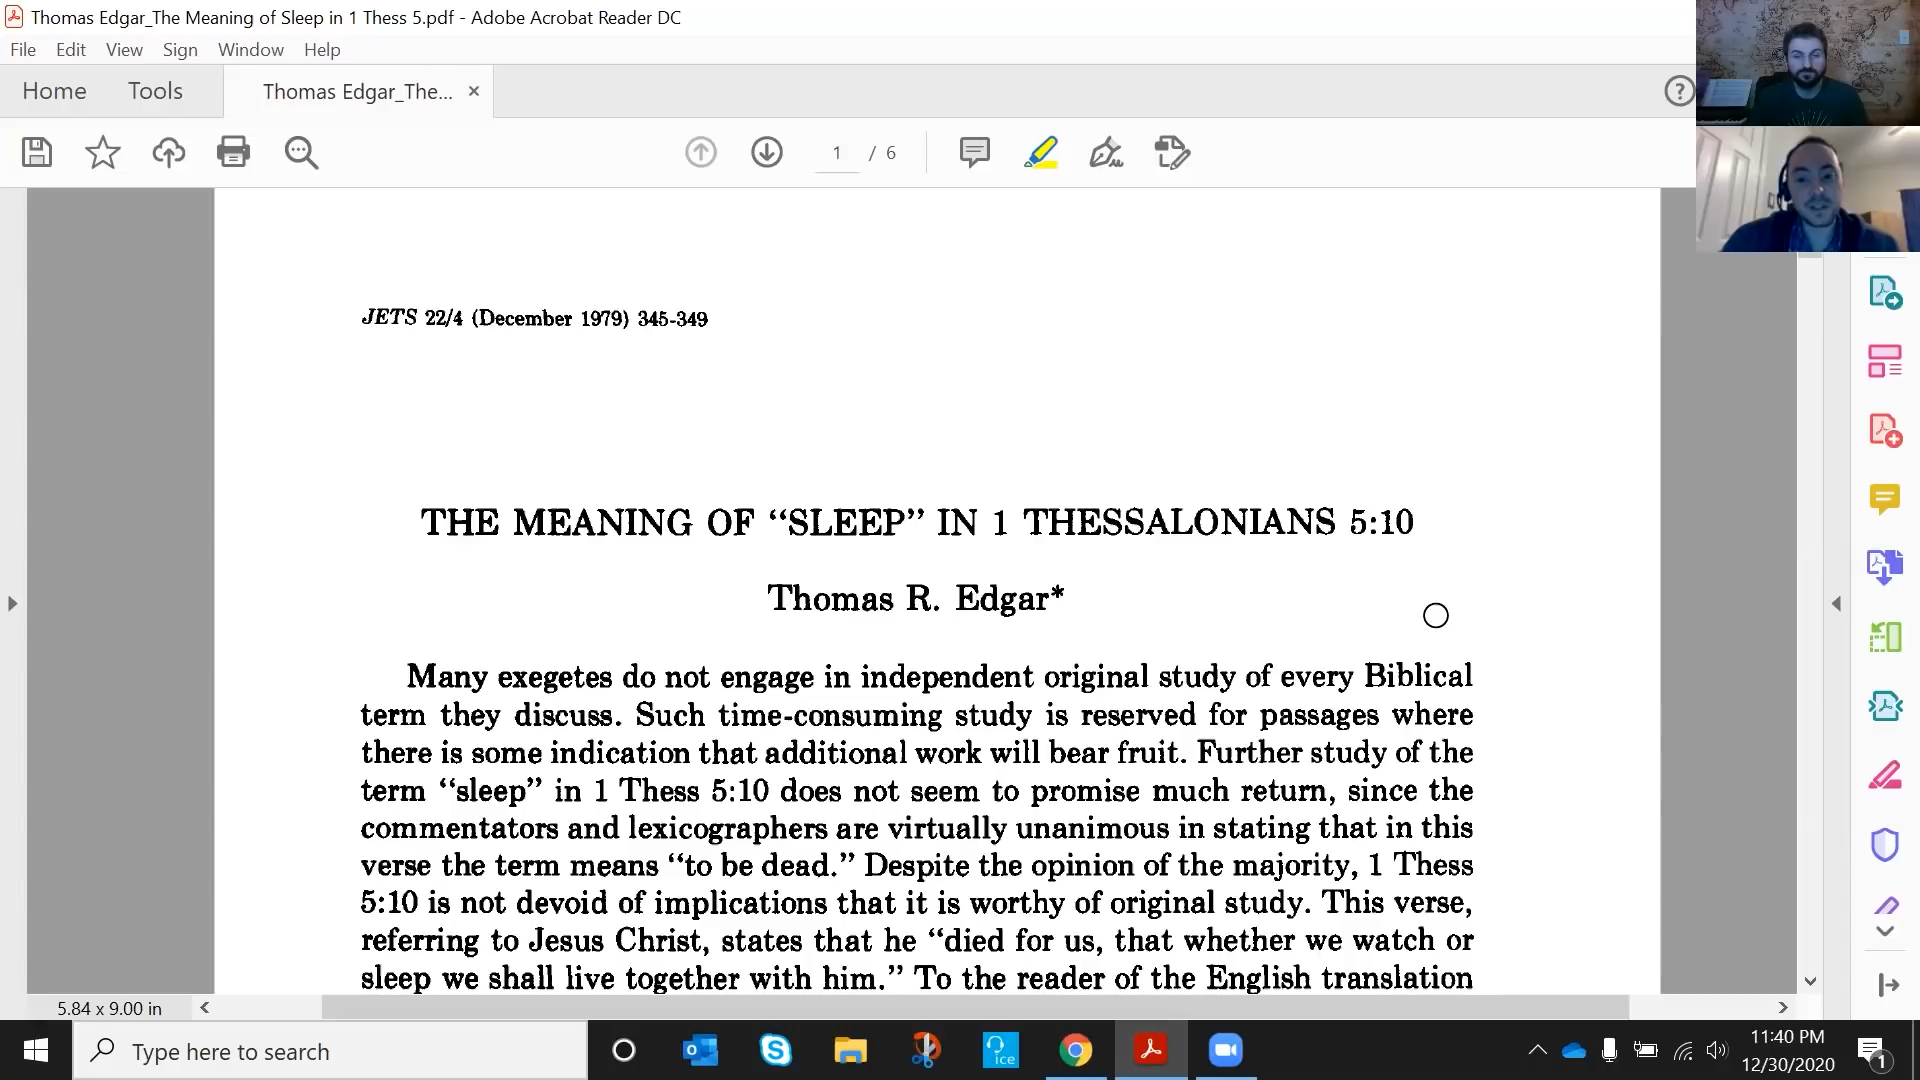 Thomas Edgar_The Meaning of Sleep in 1 Thess 5.pdf - Adobe Acrobat Reader DC
File Edit View Sign Window Help
Home Tools Thomas Edgar_The... ×
1 / 6
JETS 22/4 (December 1979) 345-349
THE MEANING OF “SLEEP” IN 1 THESSALONIANS 5:10
Thomas R. Edgar*
Many exegetes do not engage in independent original study of every Biblical
term they discuss. Such time-consuming study is reserved for passages where
there is some indication that additional work will bear fruit. Further study of the
term “sleep” in 1 Thess 5:10 does not seem to promise much return, since the
commentators and lexicographers are virtually unanimous in stating that in this
verse the term means “to be dead.” Despite the opinion of the majority, 1 Thess
5:10 is not devoid of implications that it is worthy of original study. This verse,
referring to Jesus Christ, states that he “died for us, that whether we watch or
sleep we shall live together with him.” To the reader of the English translation
5.84 x 9.00 in
Type here to search
ice
11:40 PM
12/30/2020
1